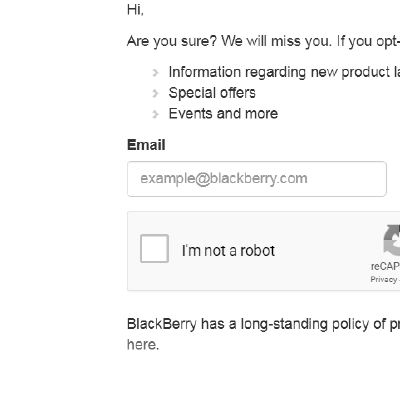 Hi,
Are you sure? We will miss you. If you opt-
Information regarding new product
Special offers
Events and more
Email
example@blackberry.com
I'm not a robot
reCAP
Privacy
BlackBerry has a long-standing policy of
here.